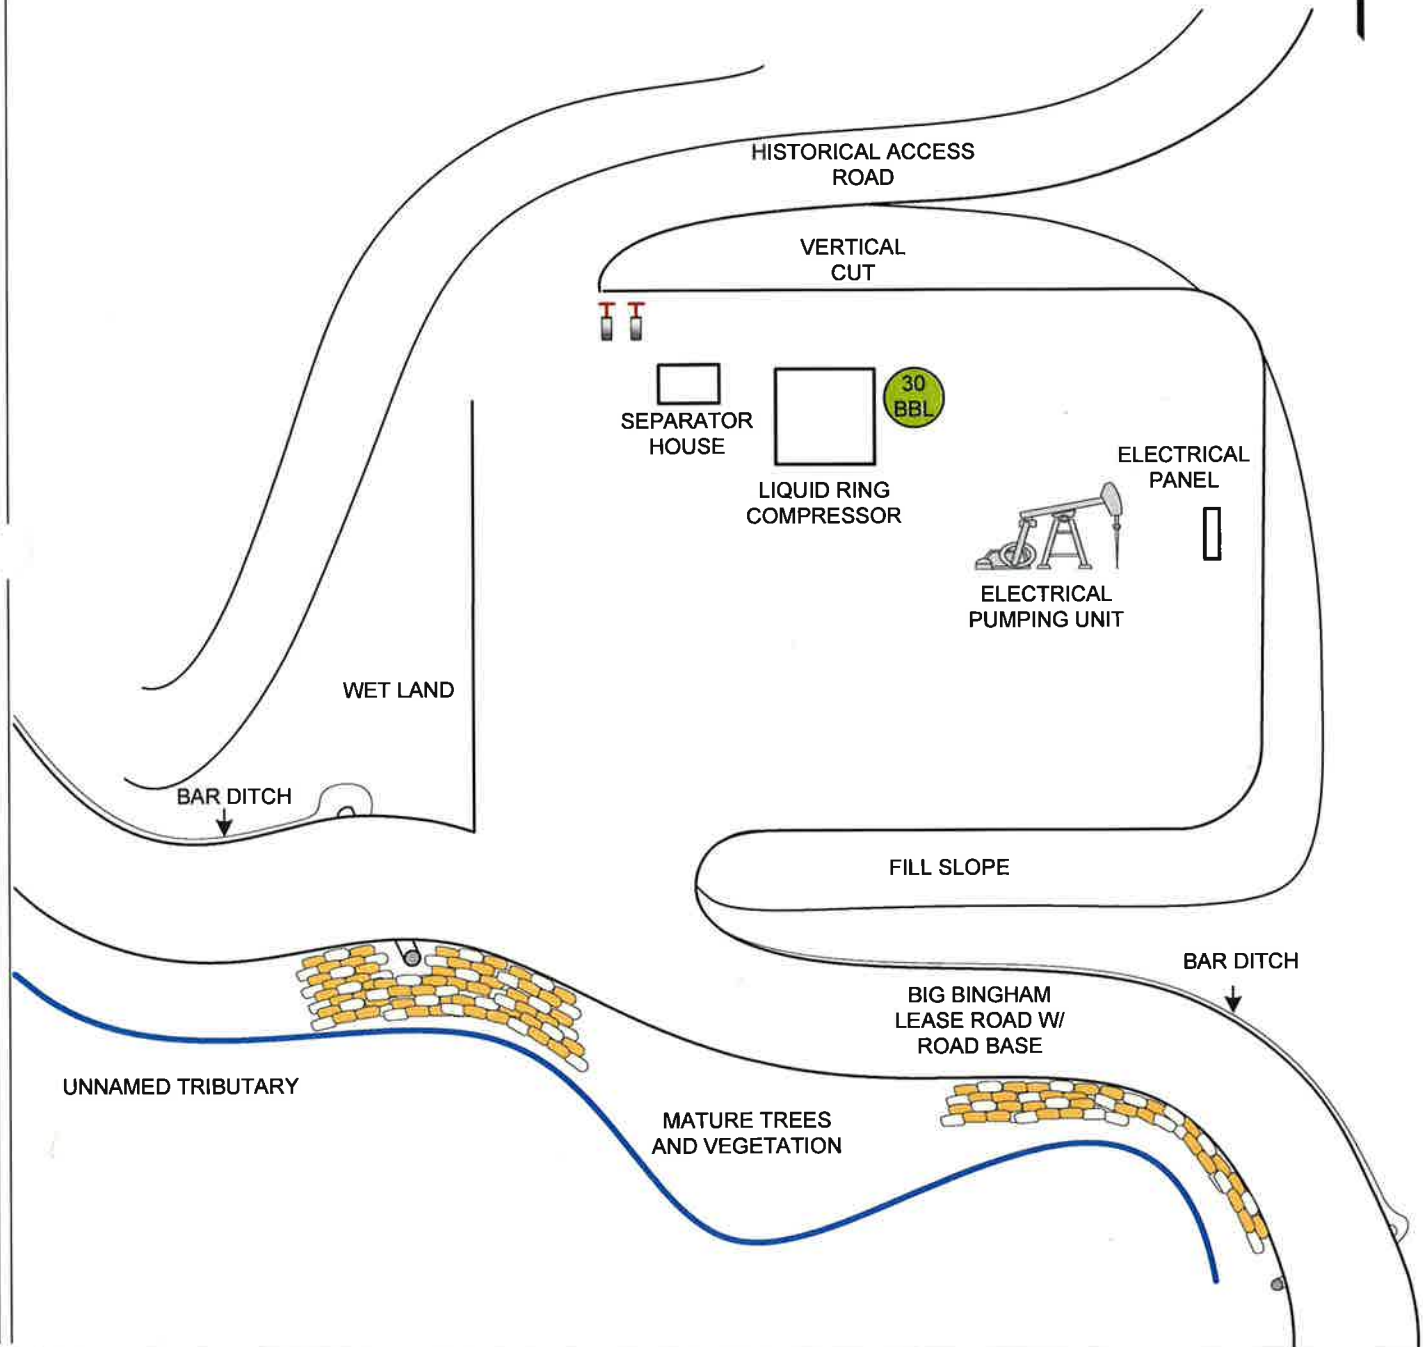 HISTORICAL ACCESS
ROAD
VERTICAL
CUT
30
BBL
SEPARATOR
HOUSE
LIQUID RING
COMPRESSOR
ELECTRICAL
PANEL
ELECTRICAL
PUMPING UNIT
WET LAND
BAR DITCH
FILL SLOPE
BAR DITCH
BIG BINGHAM
LEASE ROAD W/
ROAD BASE
UNNAMED TRIBUTARY
MATURE TREES
AND VEGETATION